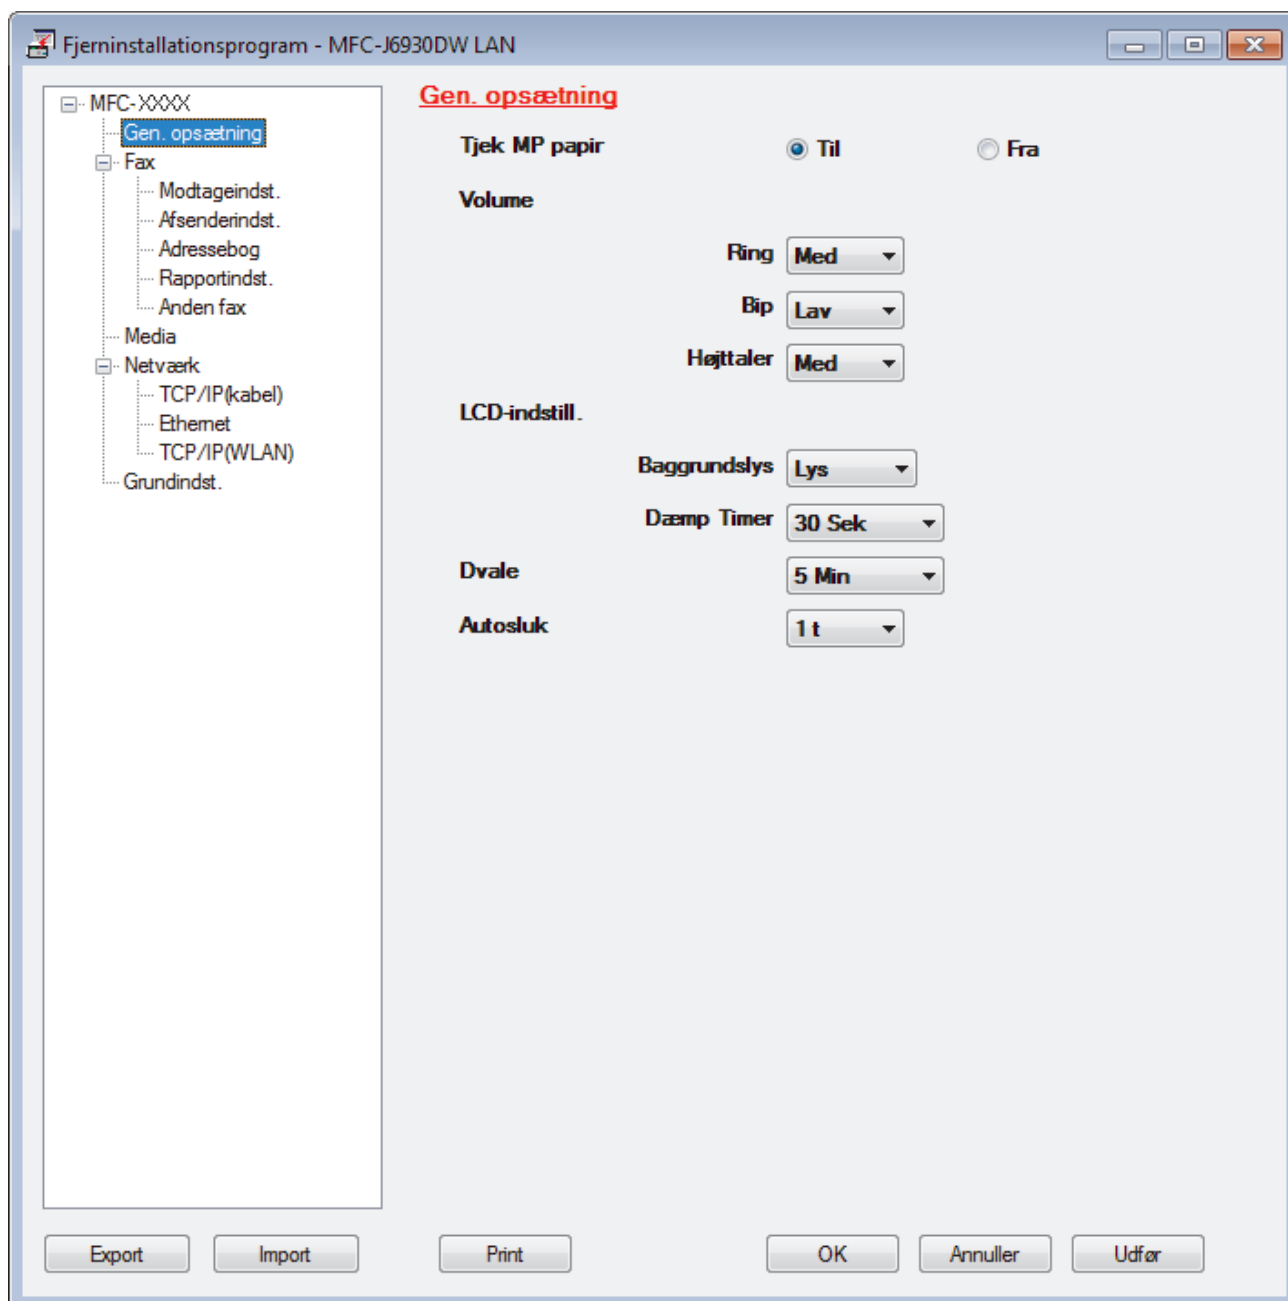 Fjerninstallationsprogram - MFC-J6930DW LAN
MFC-XXXX
Gen. opsætning
Fax
Modtageindst.
Afsenderindst.
Adressebog
Rapportindst.
Anden fax
Media
Netværk
TCP/IP(kabel)
Ethernet
TCP/IP(WLAN)
Grundindst.
Gen. opsætning
Tjek MP papir Til Fra
Volume
Ring Med
Bip Lav
Højttaler Med
LCD-indstill.
Baggrundslys Lys
Dæmp Timer 30 Sek
Dvale 5 Min
Autosluk 1 t
Export Import Print OK Annuller Udfør